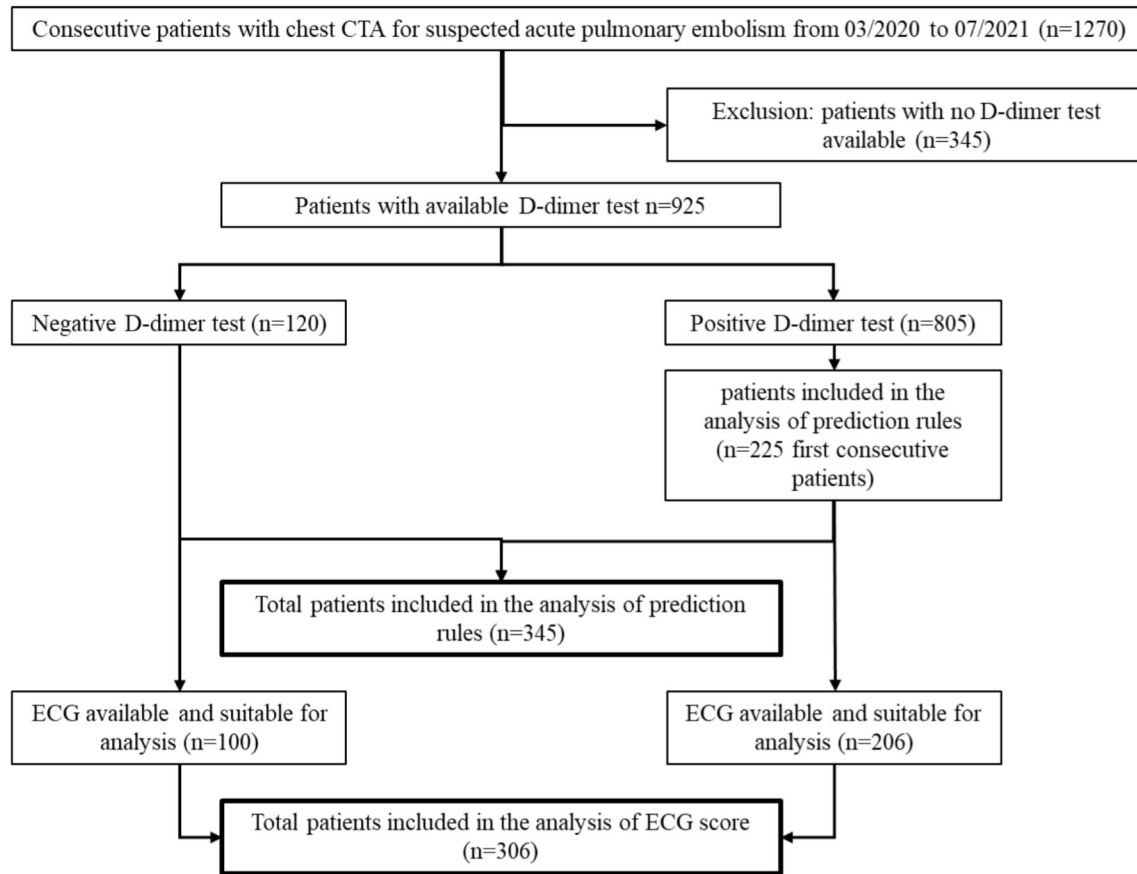 Consecutive patients with chest CTA for suspected acute pulmonary embolism from 03/2020 to 07/2021 (n=1270)
Exclusion: patients with no D-dimer test
available (n=345)
Patients with available D-dimer test n=925
Negative D-dimer test (n=120)
Positive D-dimer test (n=805)
patients included in the
analysis of prediction rules
(n=225 first consecutive
patients)
Total patients included in the analysis of prediction
rules (n=345)
ECG available and suitable for
analysis (n=100)
ECG available and suitable for
analysis (n=206)
Total patients included in the analysis of ECG score
(n=306)